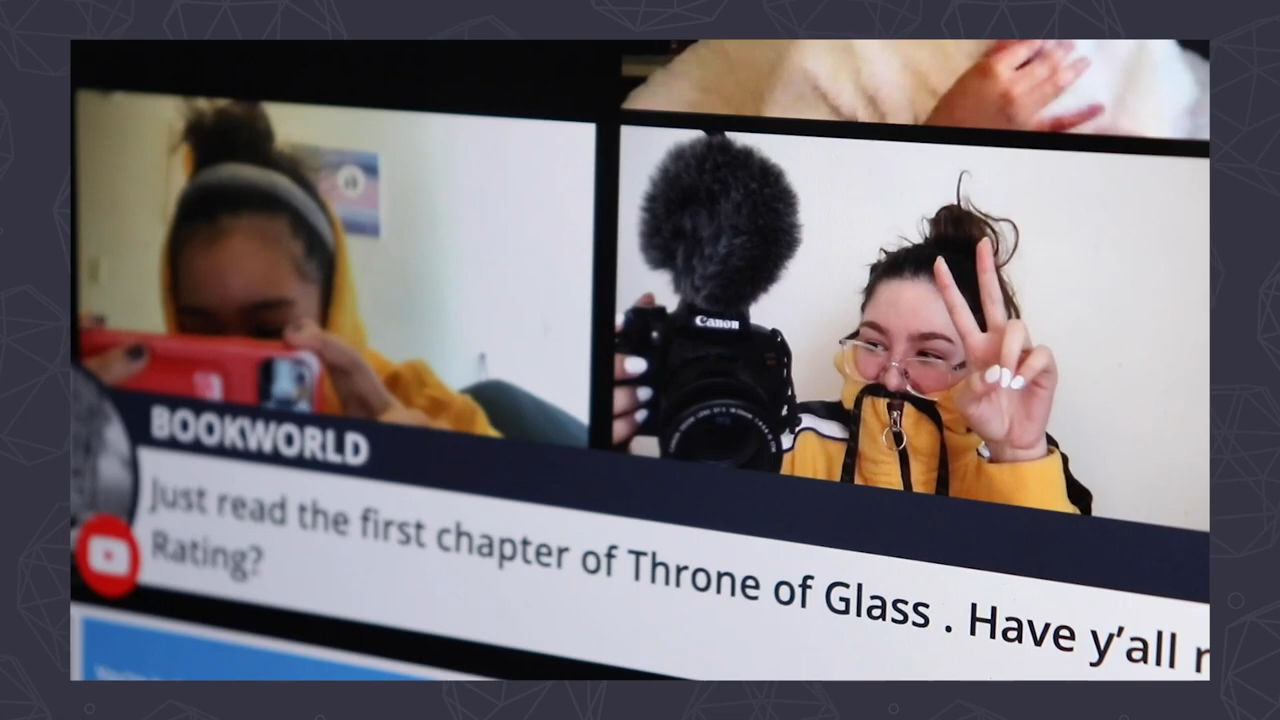 Canon
BOOKWORLD
Just read the first chapter of Throne of Glass . Have y’all r
Rating?